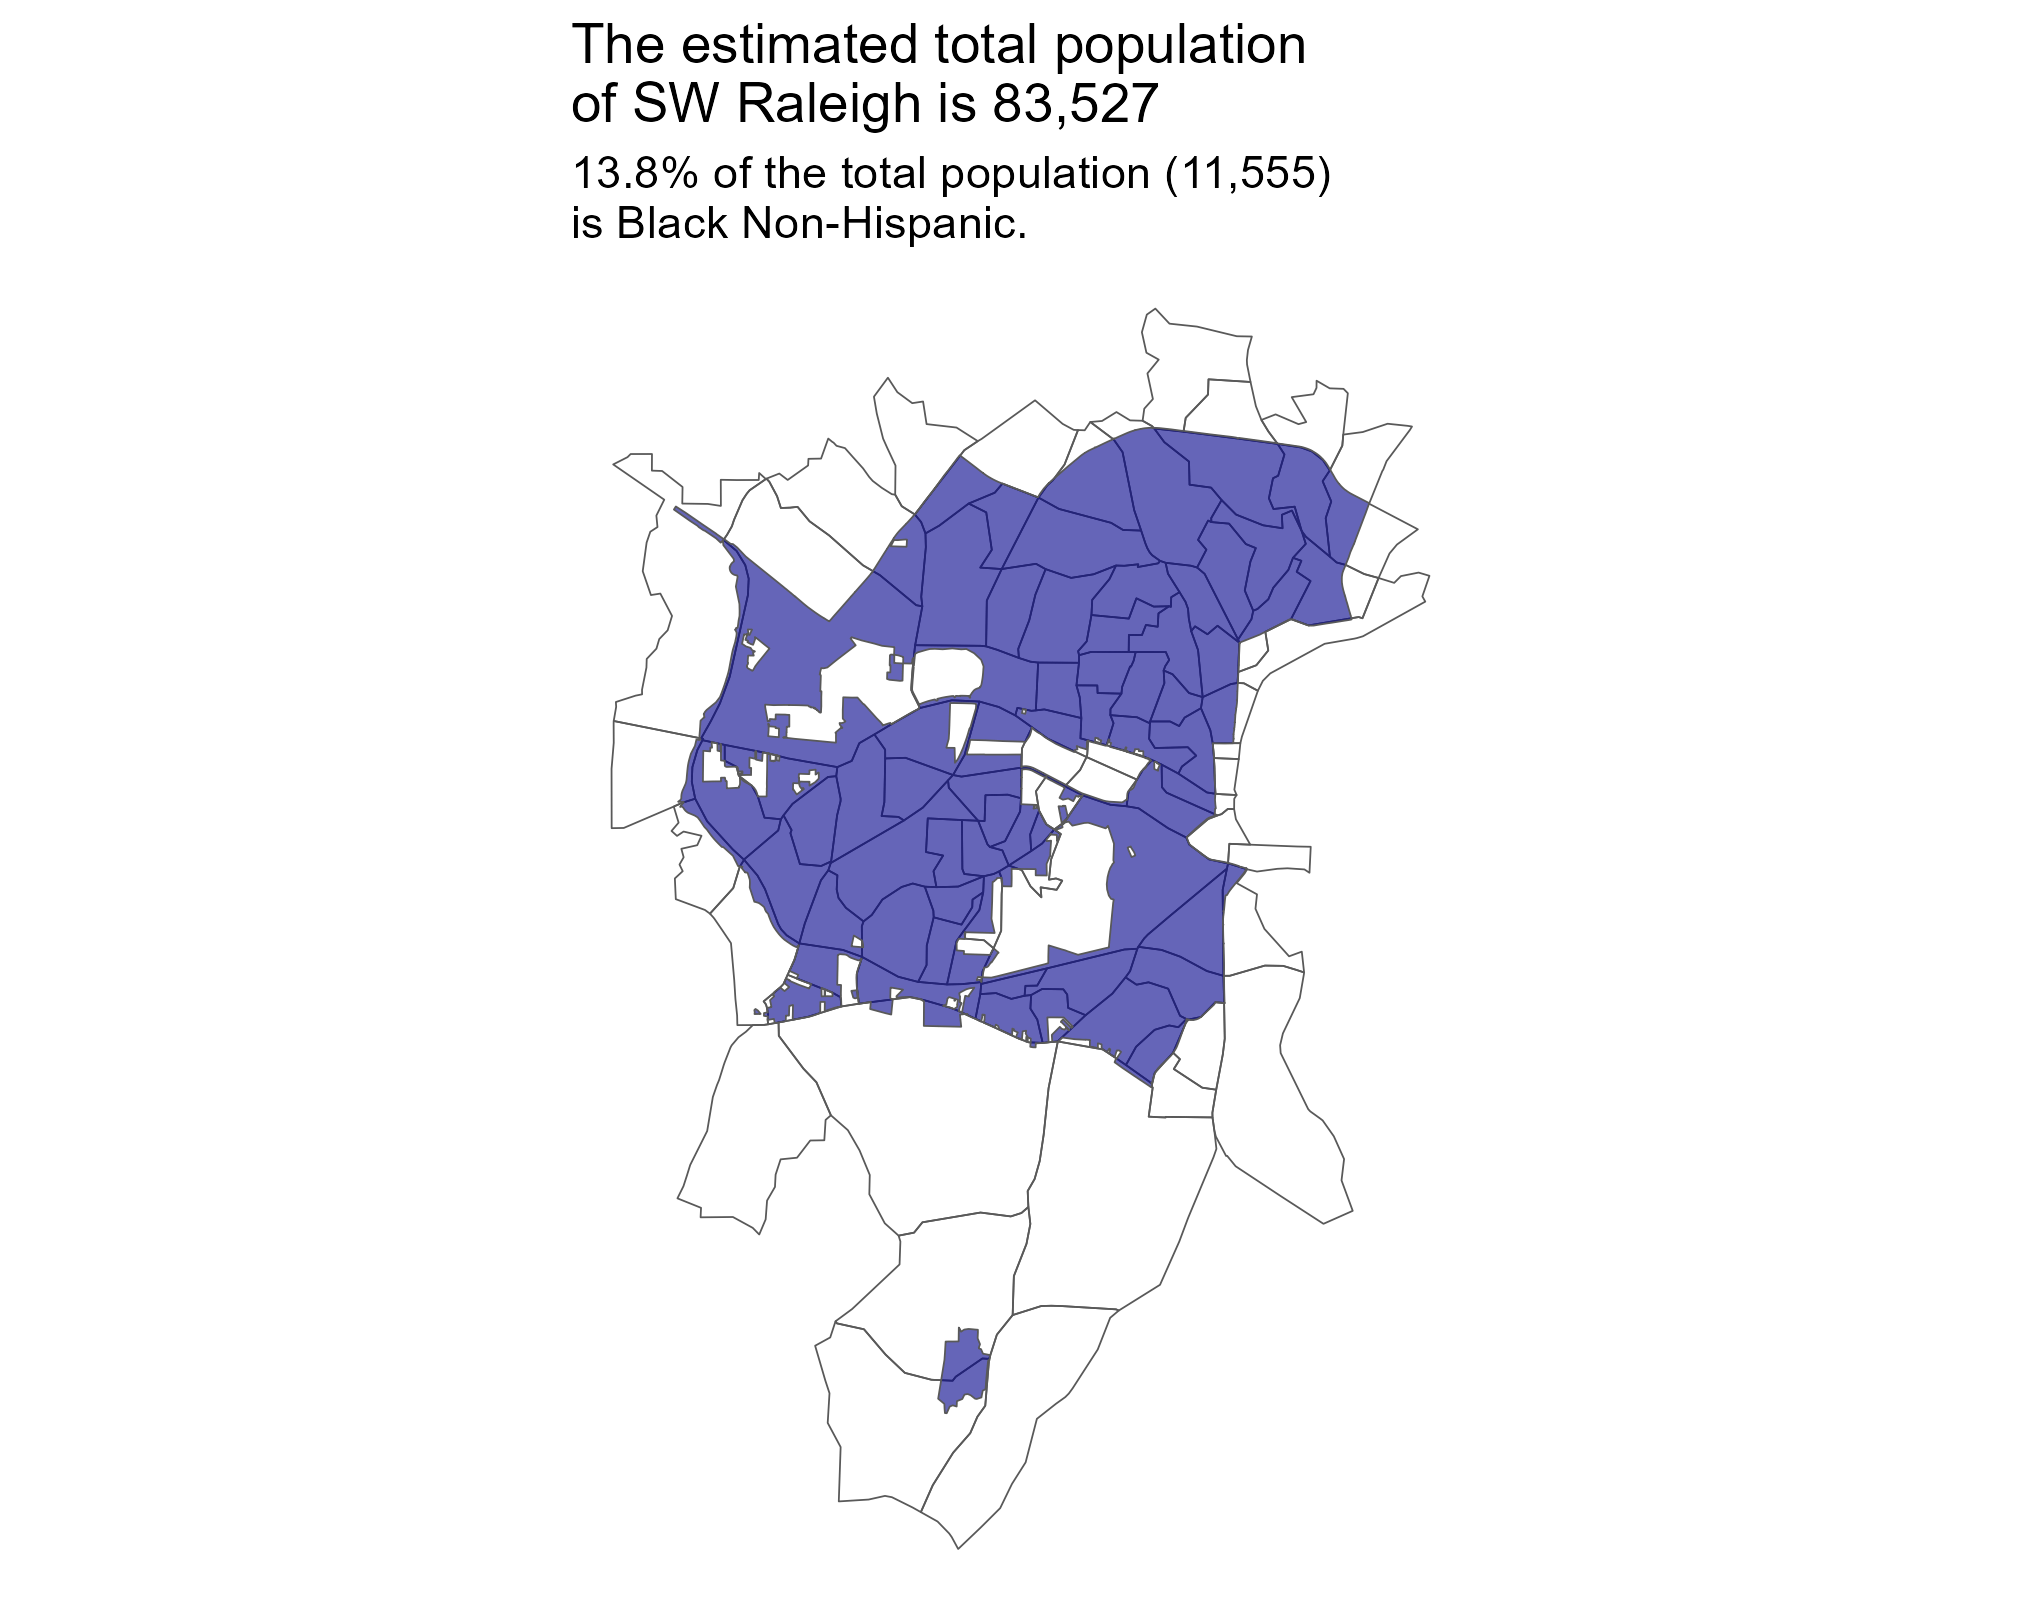 The estimated total population
of SW Raleigh is 83,527
13.8% of the total population (11,555)
is Black Non-Hispanic.